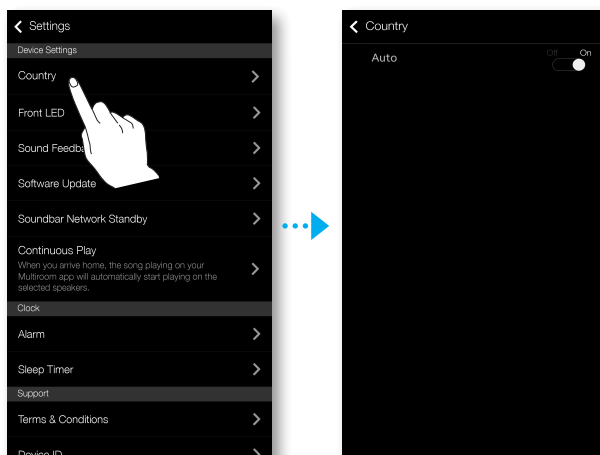 Settings
Device Settings
Country
Front LED
Sound Feedba
Software Update
Soundbar Network Standby
Continuous Play
When you arrive home, the song playing on your
Multiroom app will automatically start playing on the
selected speakers.
Clock
Alarm
Sleep Timer
Support
Terms & Conditions
Device ID
Country
Auto
Off On